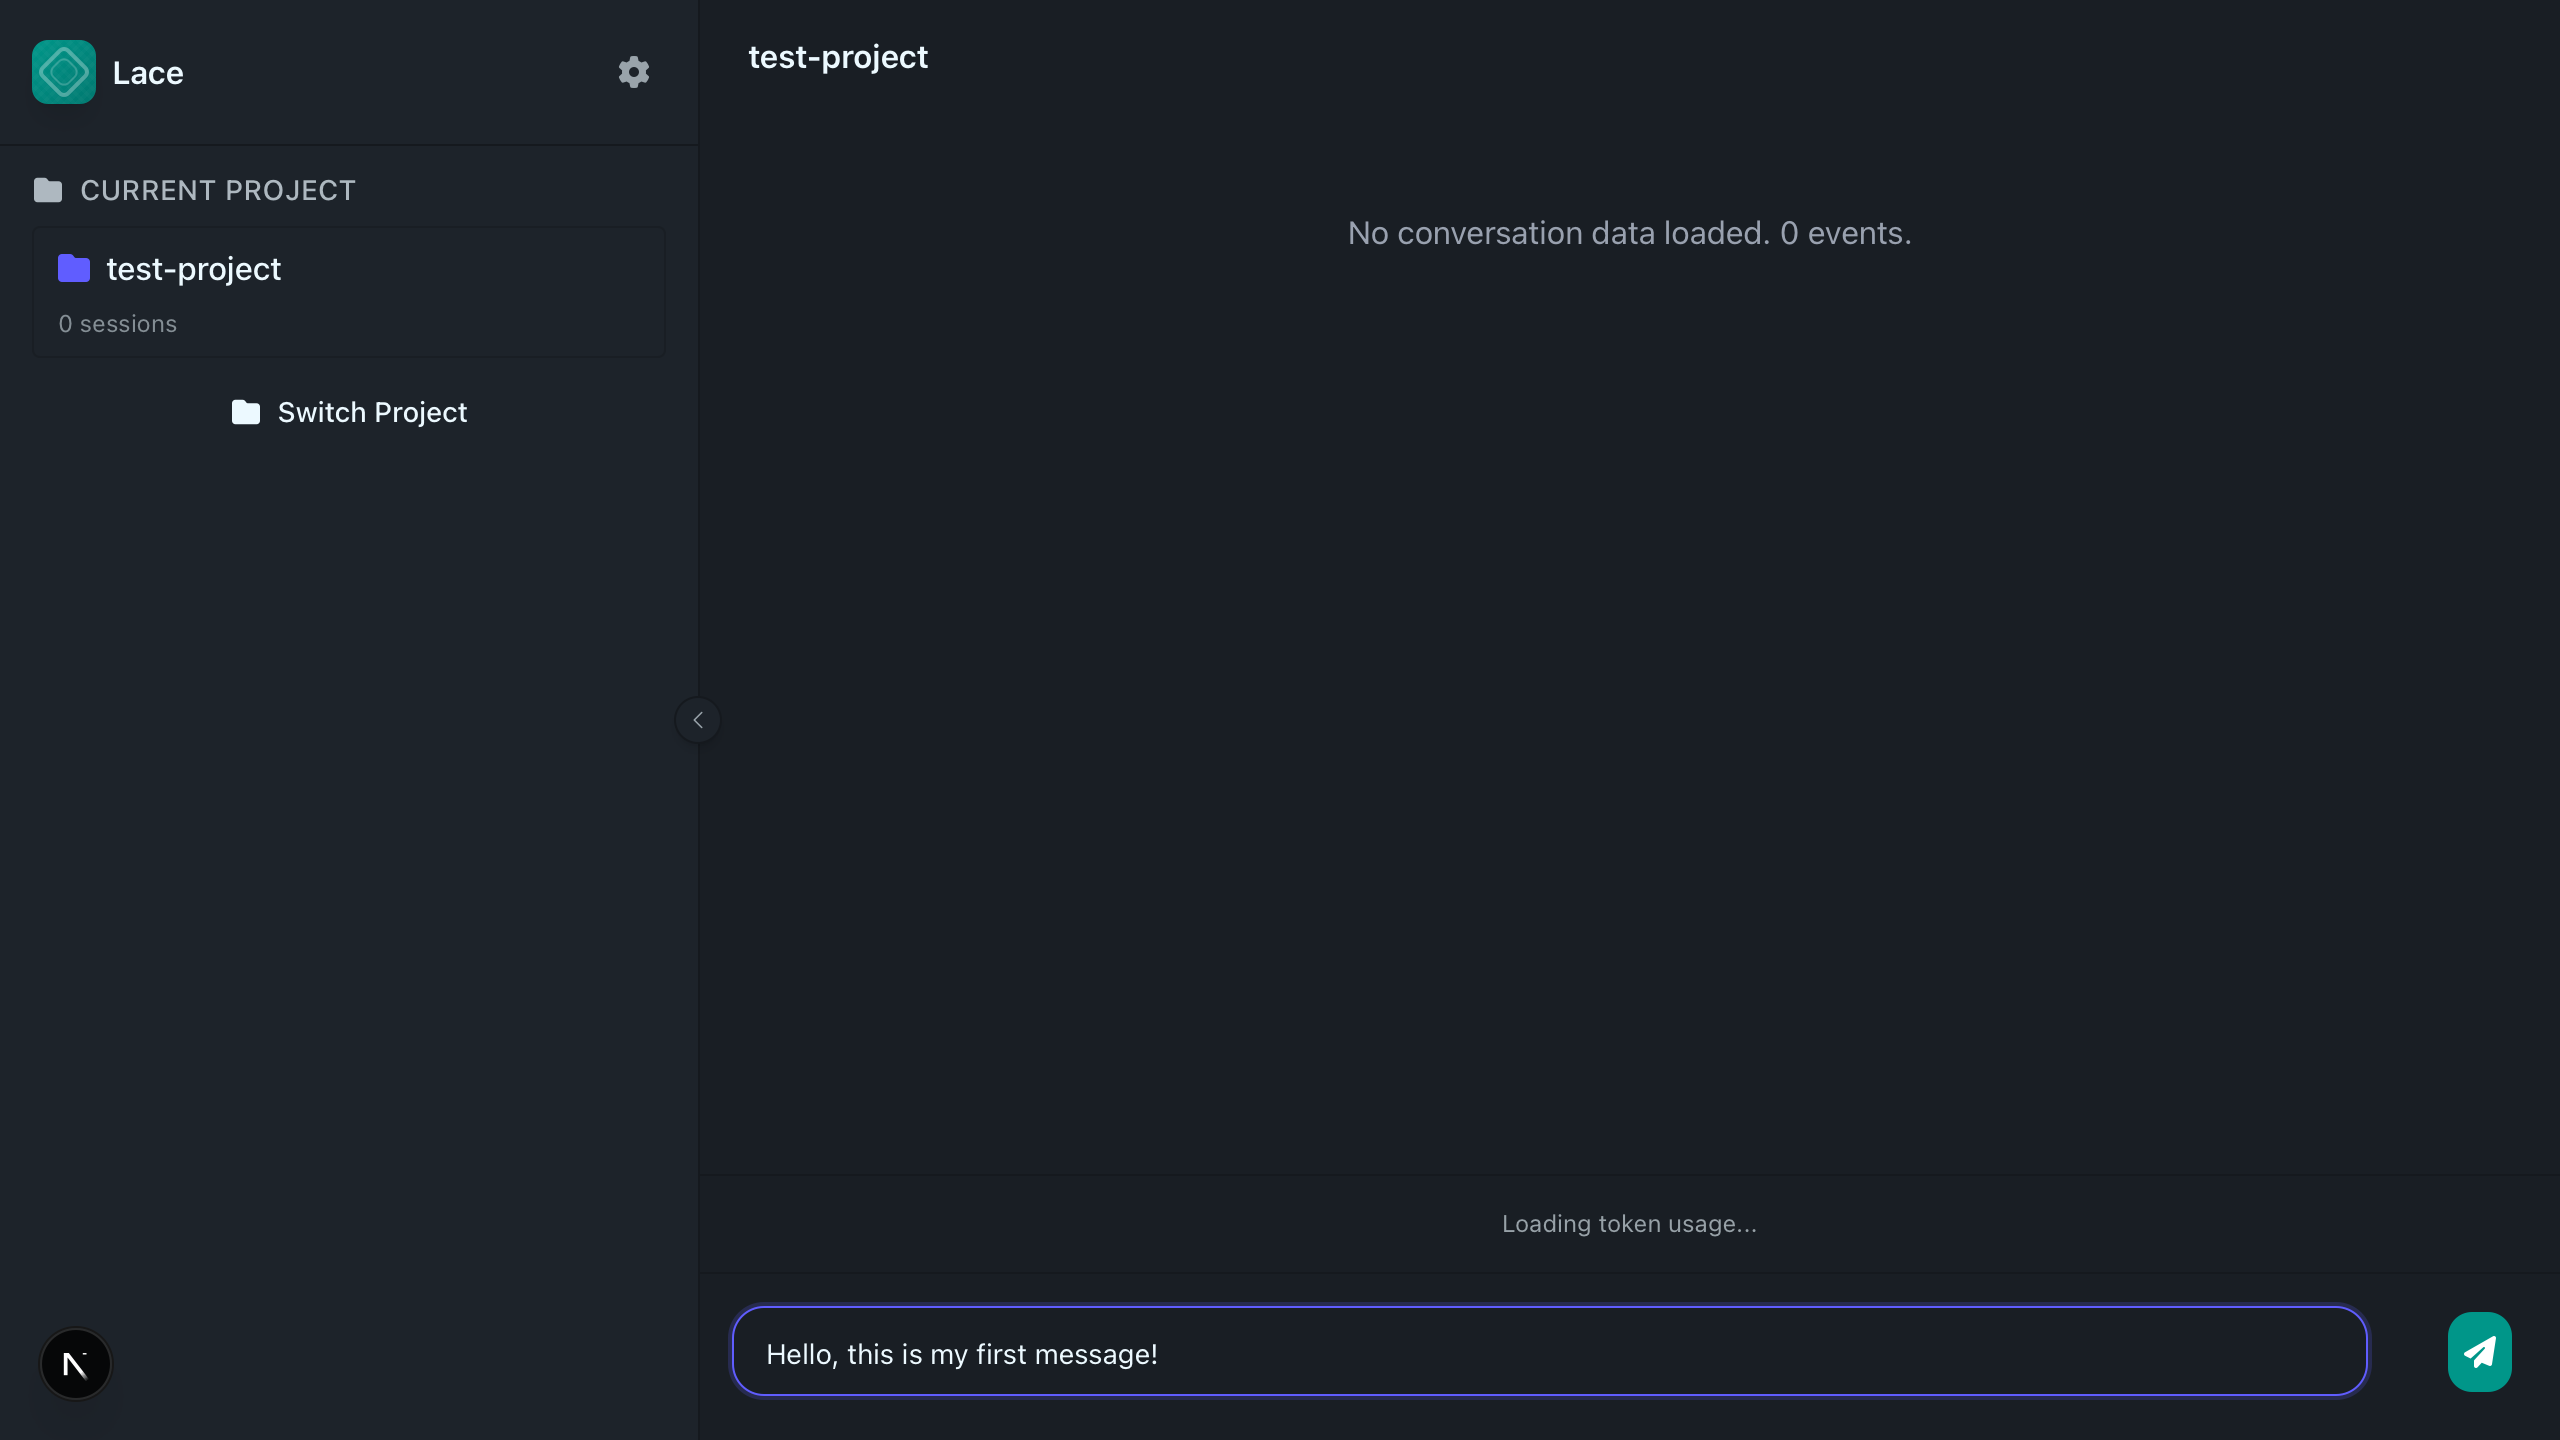 Lace
CURRENT PROJECT
test-project
0 sessions
Switch Project
N
test-project
No conversation data loaded. 0 events.
Loading token usage...
Hello, this is my first message!